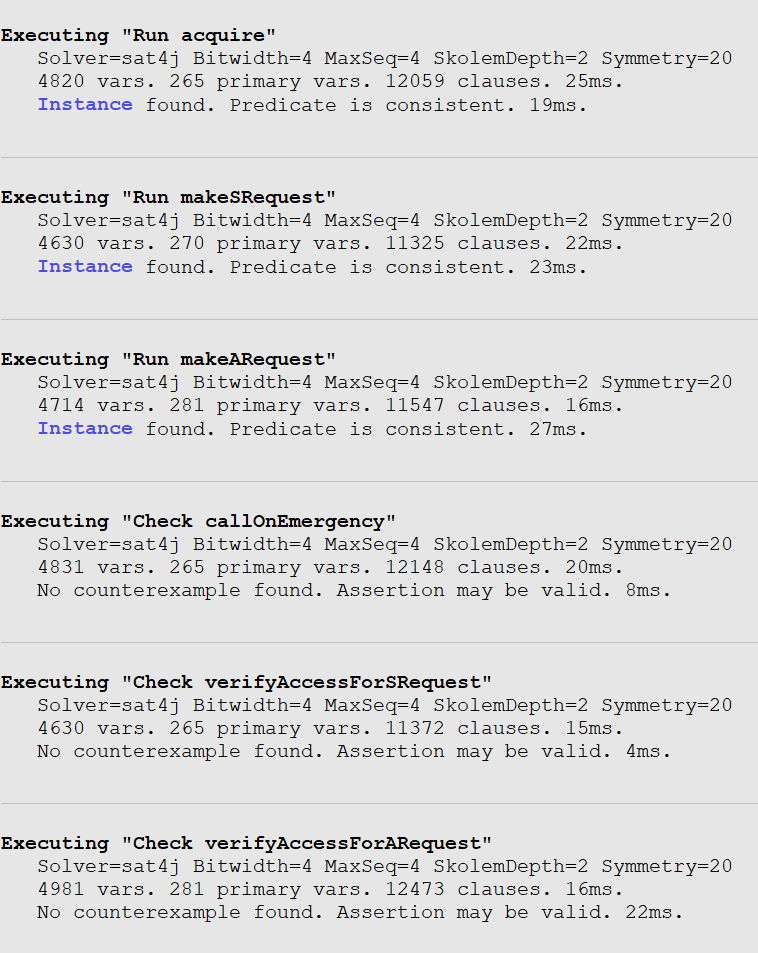 Executing "Run acquire"
Solver=sat4j Bitwidth=4 MaxSeq=4 SkolemDepth=2 Symmetry=20
4820 vars. 265 primary vars. 12059 clauses. 25ms.
Instance found. Predicate is consistent. 19ms.
Executing "Run makeSRequest"
Solver=sat4j Bitwidth=4 MaxSeq=4 SkolemDepth=2 Symmetry=20
4630 vars. 270 primary vars. 11325 clauses. 22ms.
Instance found. Predicate is consistent. 23ms.
Executing "Run makeARequest"
Solver=sat4j Bitwidth=4 MaxSeq=4 SkolemDepth=2 Symmetry=20
4714 vars. 281 primary vars. 11547 clauses. 16ms.
Instance found. Predicate is consistent. 27ms.
Executing "Check callOnEmergency"
Solver=sat4j Bitwidth=4 MaxSeq=4 SkolemDepth=2 Symmetry=20
4831 vars. 265 primary vars. 12148 clauses. 20ms.
No counterexample found. Assertion may be valid. 8ms.
Executing "Check verifyAccessForSRequest"
Solver=sat4j Bitwidth=4 MaxSeq=4 SkolemDepth=2 Symmetry=20
4630 vars. 265 primary vars. 11372 clauses. 15ms.
No counterexample found. Assertion may be valid. 4ms.
Executing "Check verifyAccessForARequest"
Solver=sat4j Bitwidth=4 MaxSeq=4 SkolemDepth=2 Symmetry=20
4981 vars. 281 primary vars. 12473 clauses. 16ms.
No counterexample found. Assertion may be valid. 22ms.